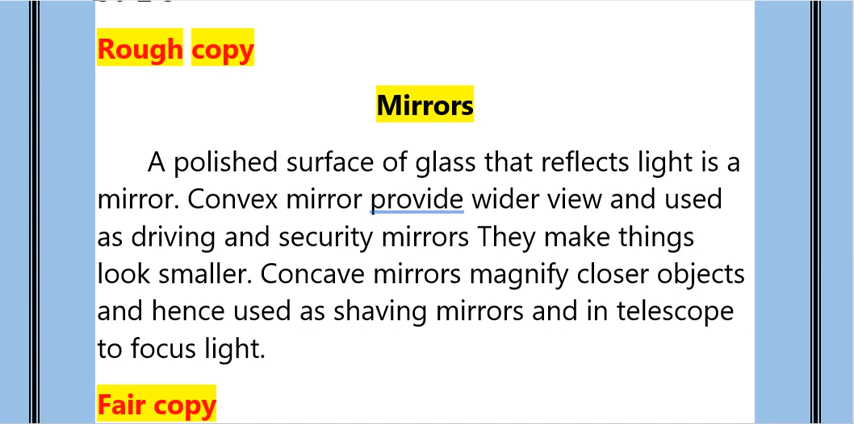 Rough copy
Mirrors
A polished surface of glass that reflects light is a
mirror. Convex mirror provide wider view and used
as driving and security mirrors They make things
look smaller. Concave mirrors magnify closer objects
and hence used as shaving mirrors and in telescope
to focus light.
Fair copy